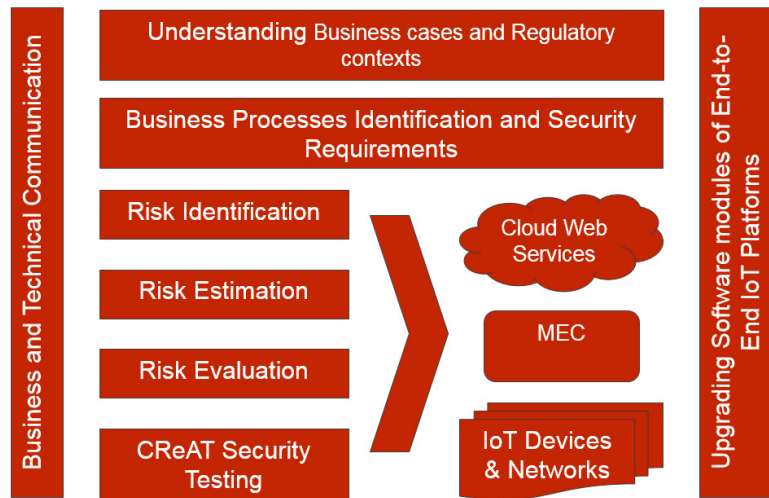 Business and Technical Communication
Understanding Business cases and Regulatory
contexts
Business Processes Identification and Security
Requirements
Risk Identification
Risk Estimation
Risk Evaluation
CReAT Security
Testing
Cloud Web
Services
MEC
IoT Devices
& Networks
Upgrading Software modules of End-to-
End IoT Platforms